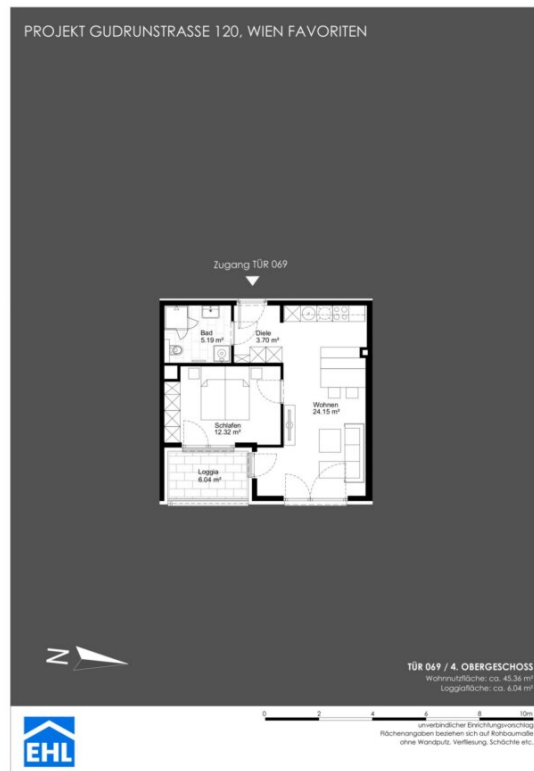 PROJEKT GUDRUNSTRASSE 120, WIEN FAVORITEN
Zugang TÜR 069
Bad
5.19 m²
Diele
3.70 m²
Wohnen
24.15 m²
Schlafen
12.32 m²
Loggia
6.04 m²
N
TÜR 069 / 4. OBERGESCHOSS
Wohnnutzfläche: ca. 45,36 m²
Loggiafläche: ca. 6,04 m²
0 2 4 6 8 10m
unverbindlicher Einrichtungsvorschlag
Flächenangaben beziehen sich auf Rohbaumaße
ohne Wandputz, Verfliesung, Schächte etc.
EHL